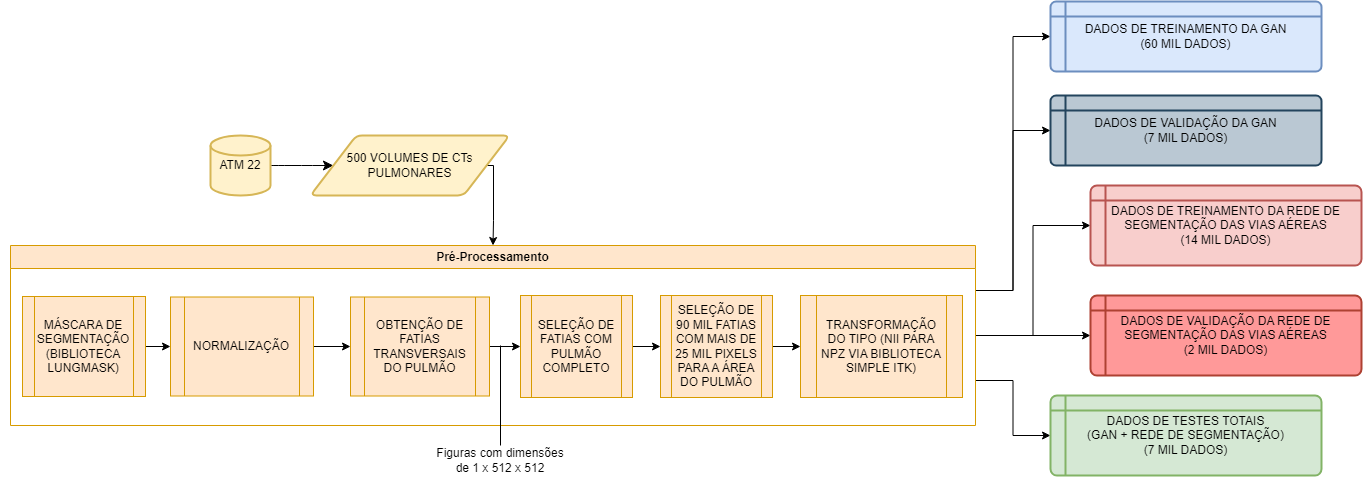 DADOS DE TREINAMENTO DA GAN
(60 MIL DADOS)
DADOS DE VALIDAÇÃO DA GAN
(7 MIL DADOS)
ATM 22
500 VOLUMES DE CTs
PULMONARES
DADOS DE TREINAMENTO DA REDE DE
SEGMENTAÇÃO DAS VIAS AÉREAS
(14 MIL DADOS)
Pré-Processamento
MÁSCARA DE
SEGMENTAÇÃO
(BIBLIOTECA
LUNGMASK)
NORMALIZAÇÃO
OBTENÇÃO DE
FATIAS
TRANSVERSAIS
DO PULMÃO
SELEÇÃO DE
FATIAS COM
PULMÃO
COMPLETO
SELEÇÃO DE
90 MIL FATIAS
COM MAIS DE
25 MIL PIXELS
PARA A ÁREA
DO PULMÃO
TRANSFORMAÇÃO
DO TIPO (NII PARA
NPZ VIA BIBLIOTECA
SIMPLE ITK)
DADOS DE VALIDAÇÃO DA REDE DE
SEGMENTAÇÃO DAS VIAS AÉREAS
(2 MIL DADOS)
DADOS DE TESTES TOTAIS
(GAN + REDE DE SEGMENTAÇÃO)
(7 MIL DADOS)
Figuras com dimensões
de 1 x 512 x 512